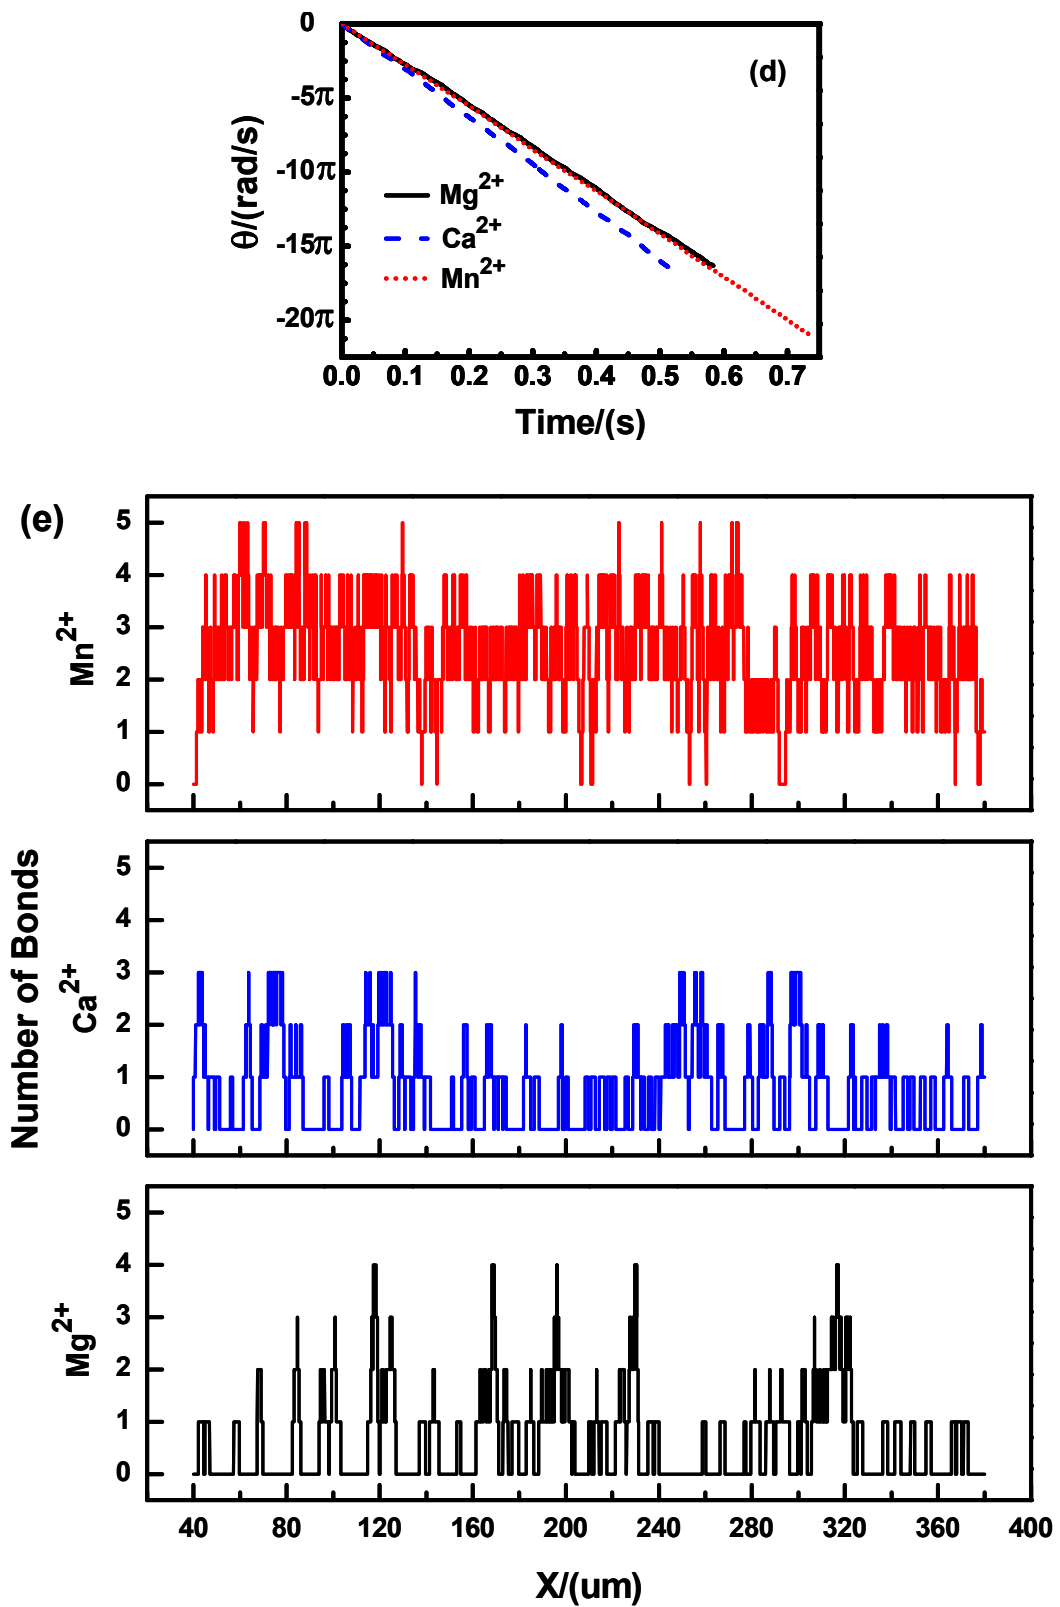 0
(d)
-5π
-10π
-15π
-20π
θ/(rad/s)
Mg2+
Ca2+
Mn2+
0.0 0.1 0.2 0.3 0.4 0.5 0.6 0.7
Time/(s)
(e)
5
4
3
2
1
0
Mn2+
Number of Bonds
5
4
3
2
1
0
Ca2+
5
4
3
2
1
0
Mg2+
40 80 120 160 200 240 280 320 360 400
X/(um)